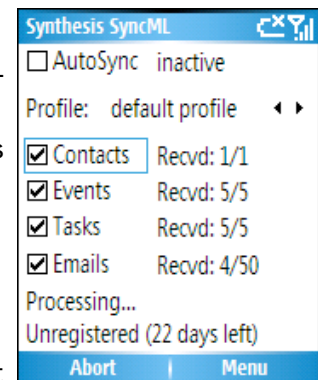 Synthesis SyncML
AutoSync inactive
Profile: default profile
Contacts Recvd: 1/1
Events Recvd: 5/5
Tasks Recvd: 5/5
Emails Recvd: 4/50
Processing...
Unregistered (22 days left)
Abort Menu